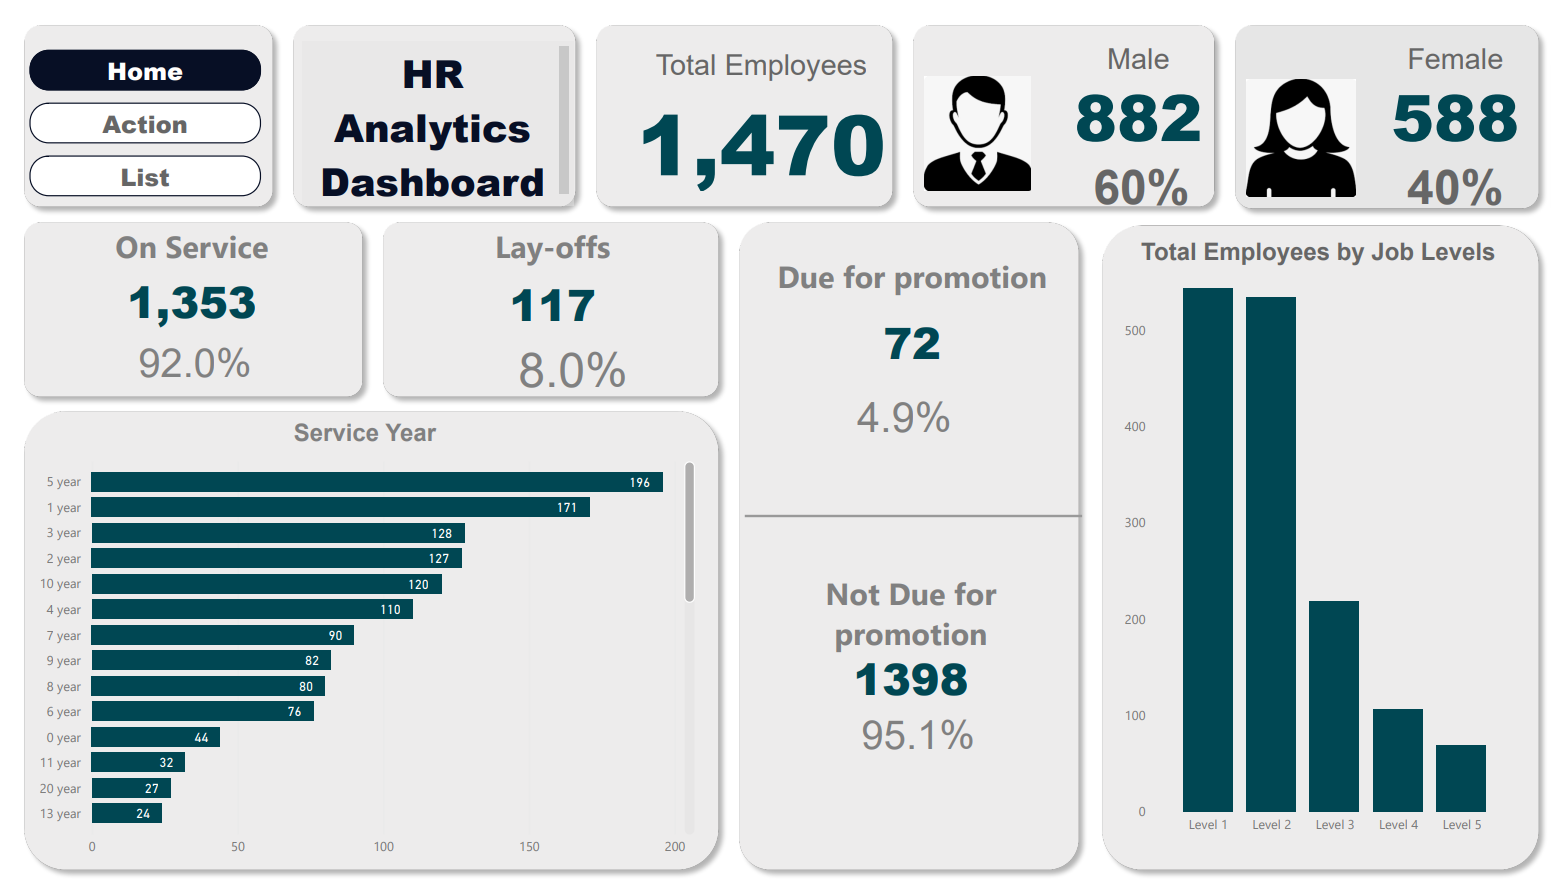 Home
Action
List
HR
Analytics
Dashboard
Total Employees
1,470
Male
882
60%
Female
588
40%
On Service
1,353
92.0%
Lay-offs
117
8.0%
Due for promotion
72
4.9%
Not Due for
promotion
1398
95.1%
Service Year
5 year 196
1 year 171
3 year 128
2 year 127
10 year 120
4 year 110
7 year 90
9 year 82
8 year 80
6 year 76
0 year 44
11 year 32
20 year 27
13 year 24
0 50 100 150 200
Total Employees by Job Levels
500
400
300
200
100
0
Level 1 Level 2 Level 3 Level 4 Level 5